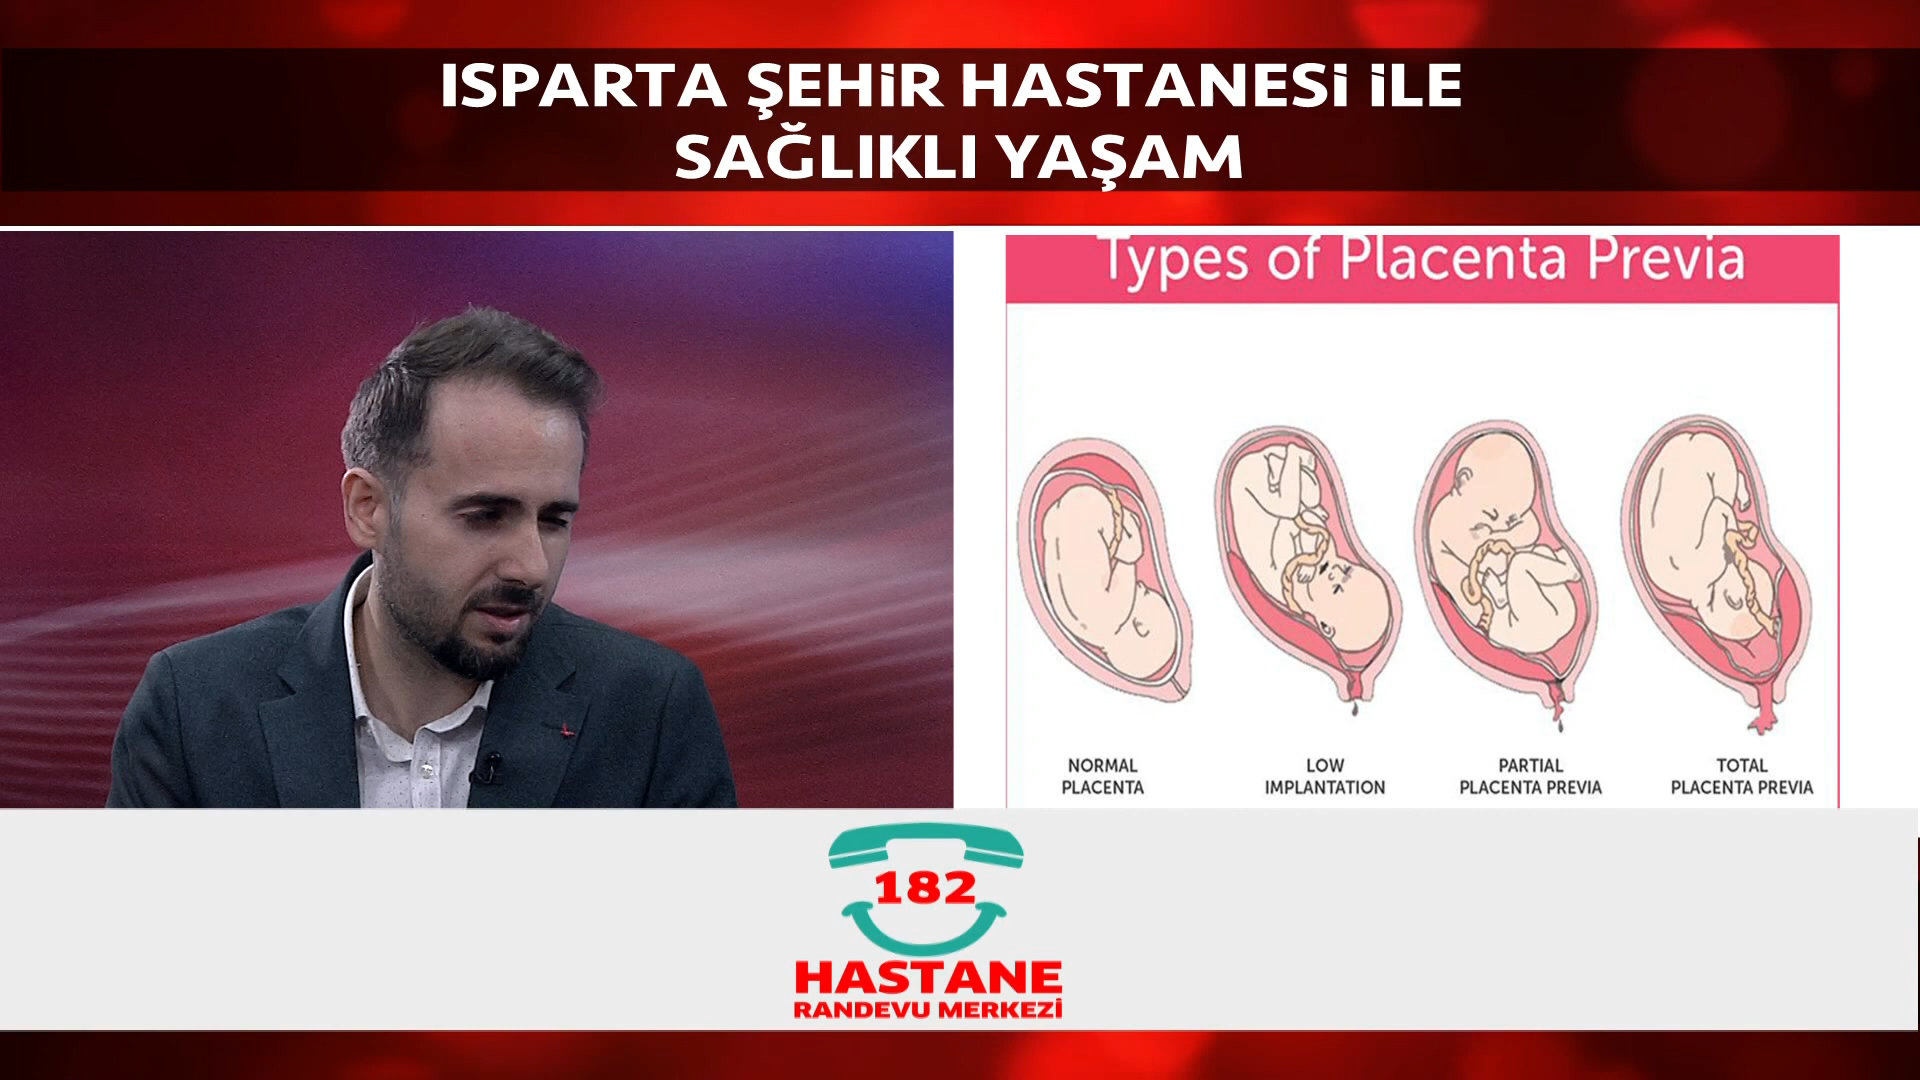 ISPARTA ŞEHİR HASTANESİ İLE
SAĞLIKLI YAŞAM
Types of Placenta Previa
NORMAL
PLACENTA
LOW
IMPLANTATION
PARTIAL
PLACENTA PREVIA
TOTAL
PLACENTA PREVIA
182
HASTANE
RANDEVU MERKEZİ